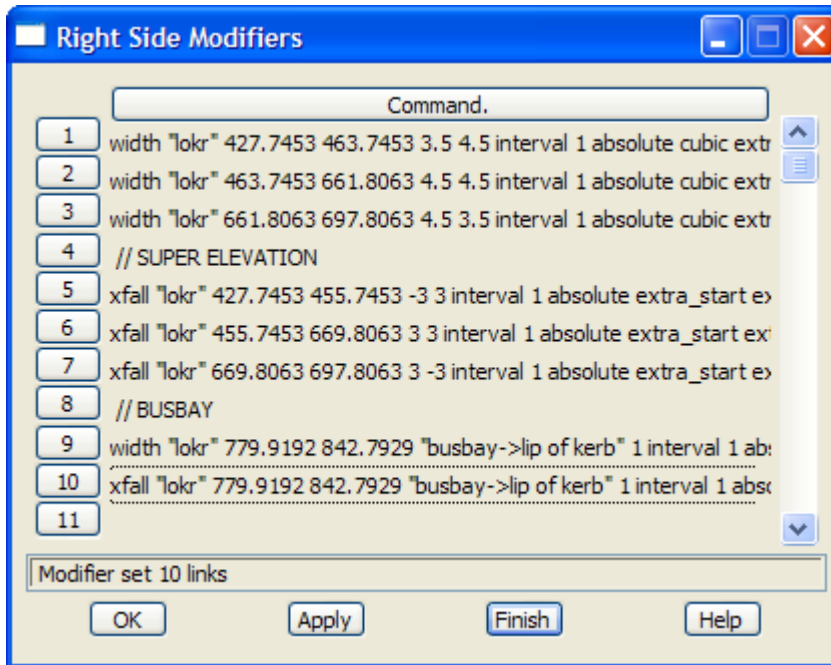 Right Side Modifiers
Command.
1 width "lokr" 427.7453 463.7453 3.5 4.5 interval 1 absolute cubic extr
2 width "lokr" 463.7453 661.8063 4.5 4.5 interval 1 absolute cubic extr
3 width "lokr" 661.8063 697.8063 4.5 3.5 interval 1 absolute cubic extr
4 // SUPER ELEVATION
5 xfall "lokr" 427.7453 455.7453 -3 3 interval 1 absolute extra_start ex
6 xfall "lokr" 455.7453 669.8063 3 3 interval 1 absolute extra_start ext
7 xfall "lokr" 669.8063 697.8063 3 -3 interval 1 absolute extra_start ex
8 // BUSBAY
9 width "lokr" 779.9192 842.7929 "busbay->lip of kerb" 1 interval 1 abs
10 xfall "lokr" 779.9192 842.7929 "busbay->lip of kerb" 1 interval 1 abso
11
Modifier set 10 links
OK Apply Finish Help